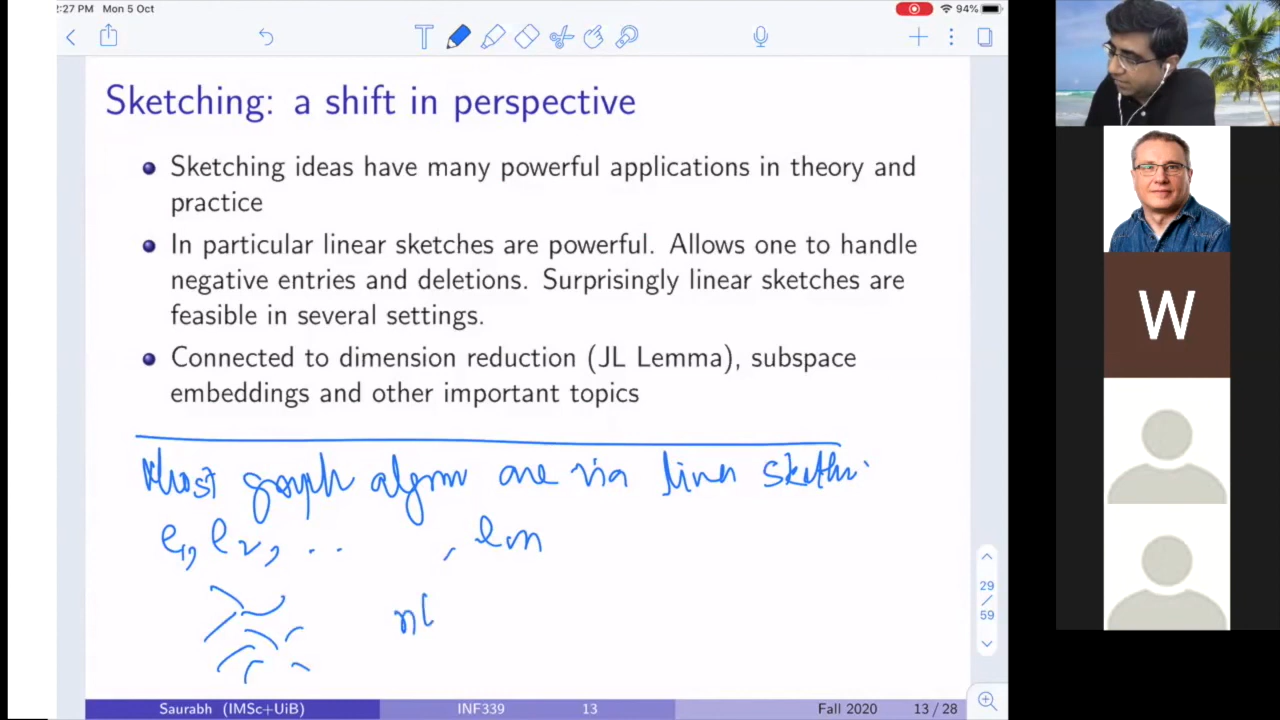 2:27 PM Mon 5 Oct
94%
Sketching: a shift in perspective
Sketching ideas have many powerful applications in theory and
practice
In particular linear sketches are powerful. Allows one to handle
negative entries and deletions. Surprisingly linear sketches are
feasible in several settings.
Connected to dimension reduction (JL Lemma), subspace
embeddings and other important topics
Most graph are via
e1, e2, .. , em
n(
W
29
/
59
Saurabh (IMSc+UiB) INF339 13 Fall 2020 13 / 28